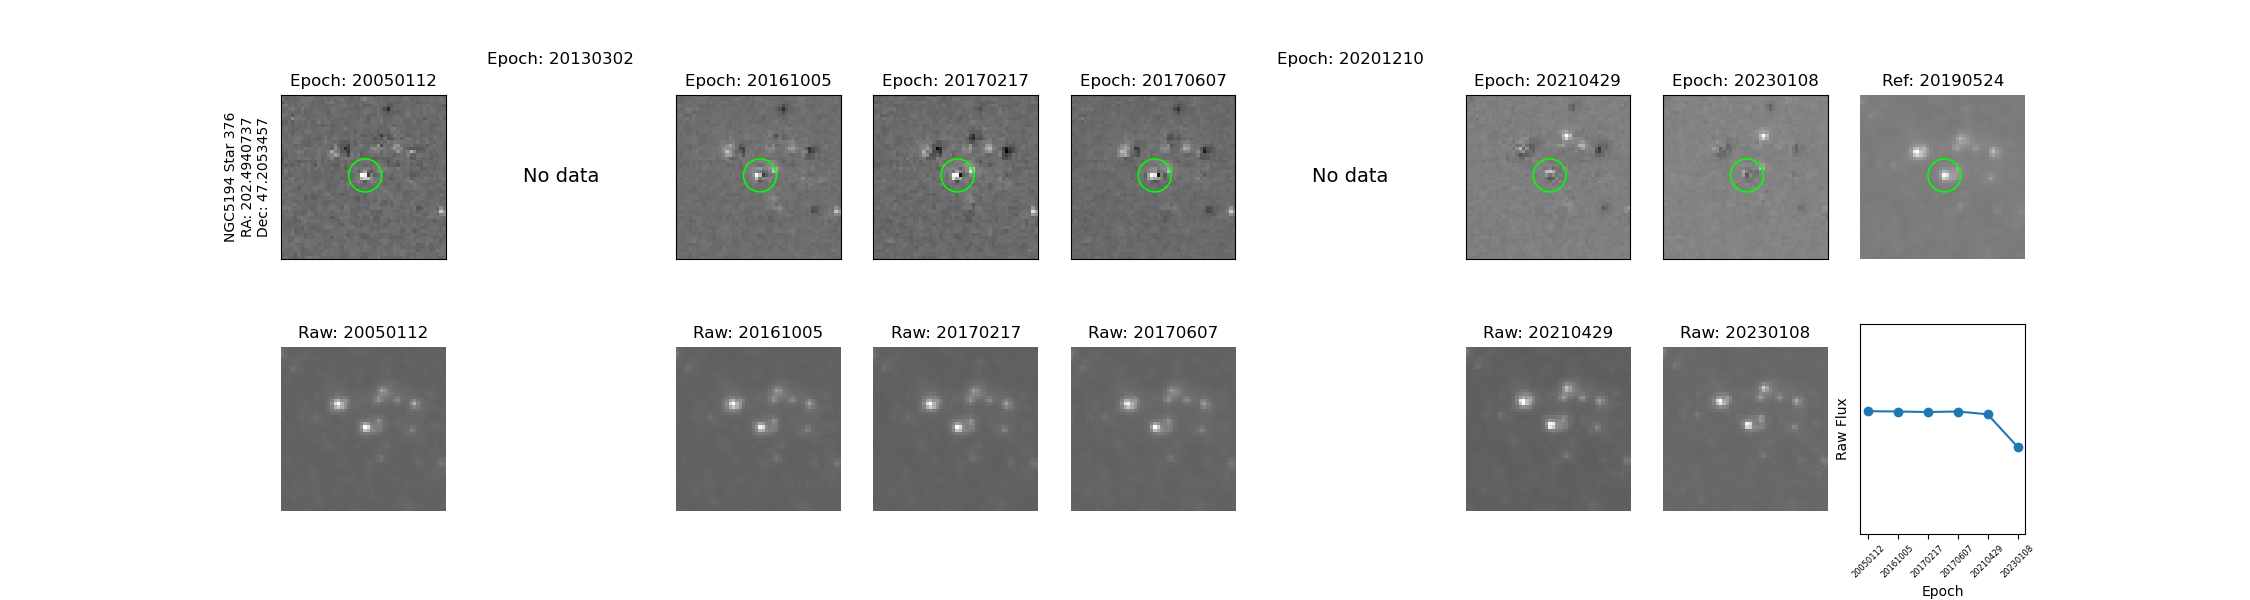 Epoch: 20130302
Epoch: 20201210
Epoch: 20050112
Epoch: 20161005
Epoch: 20170217
Epoch: 20170607
Epoch: 20210429
Epoch: 20230108
Ref: 20190524
NGC5194 Star 376
RA: 202.4940737
Dec: 47.2053457
No data
No data
Raw: 20050112
Raw: 20161005
Raw: 20170217
Raw: 20170607
Raw: 20210429
Raw: 20230108
Raw Flux
20050112
20161005
20170217
20170607
20210429
20230108
Epoch